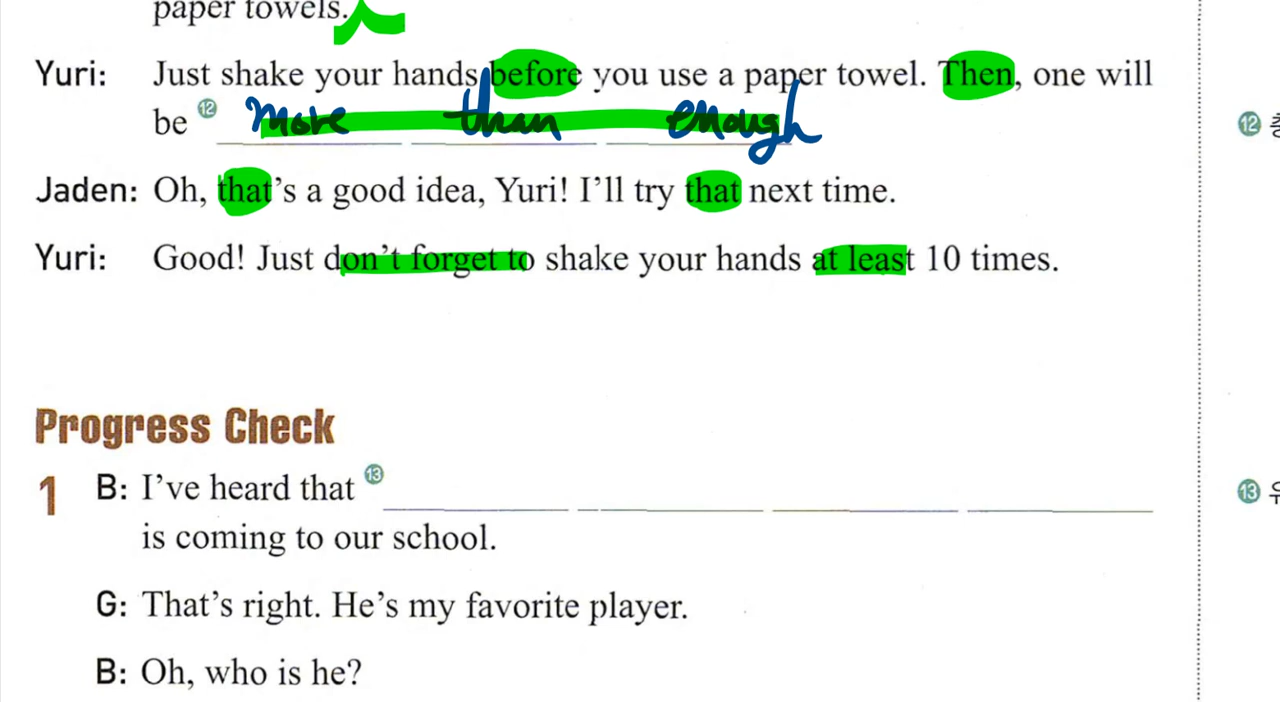 paper towels.
Yuri: Just shake your hands before you use a paper towel. Then, one will
be ⑫ more than enough
⑫
Jaden: Oh, that's a good idea, Yuri! I'll try that next time.
Yuri: Good! Just don't forget to shake your hands at least 10 times.
Progress Check
1 B: I've heard that ⑬
⑬
is coming to our school.
G: That's right. He's my favorite player.
B: Oh, who is he?